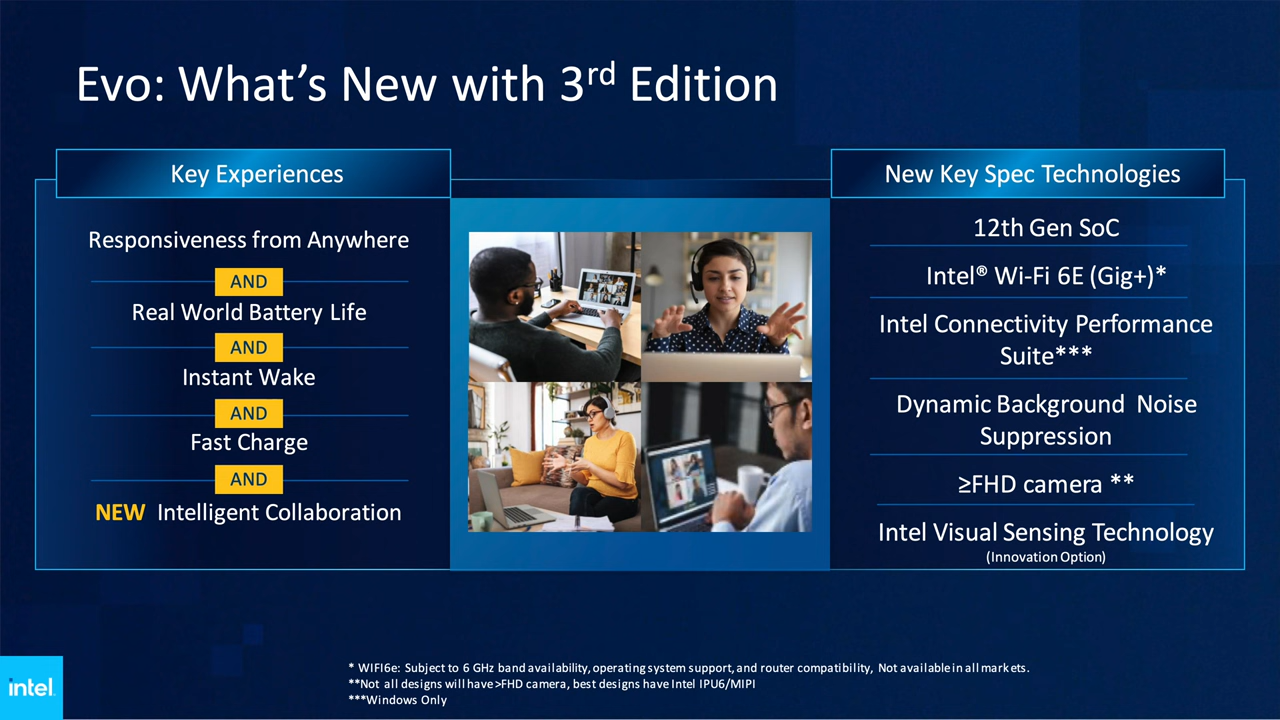 Evo: What’s New with 3rd Edition
Key Experiences
Responsiveness from Anywhere
AND
Real World Battery Life
AND
Instant Wake
AND
Fast Charge
AND
NEW Intelligent Collaboration
New Key Spec Technologies
12th Gen SoC
Intel® Wi-Fi 6E (Gig+)*
Intel Connectivity Performance
Suite***
Dynamic Background Noise
Suppression
≥FHD camera **
Intel Visual Sensing Technology
(Innovation Option)
* WIFI6e: Subject to 6 GHz band availability, operating system support, and router compatibility, Not available in all markets.
**Not all designs will have >FHD camera, best designs have Intel IPU6/MIPI
***Windows Only
intel.